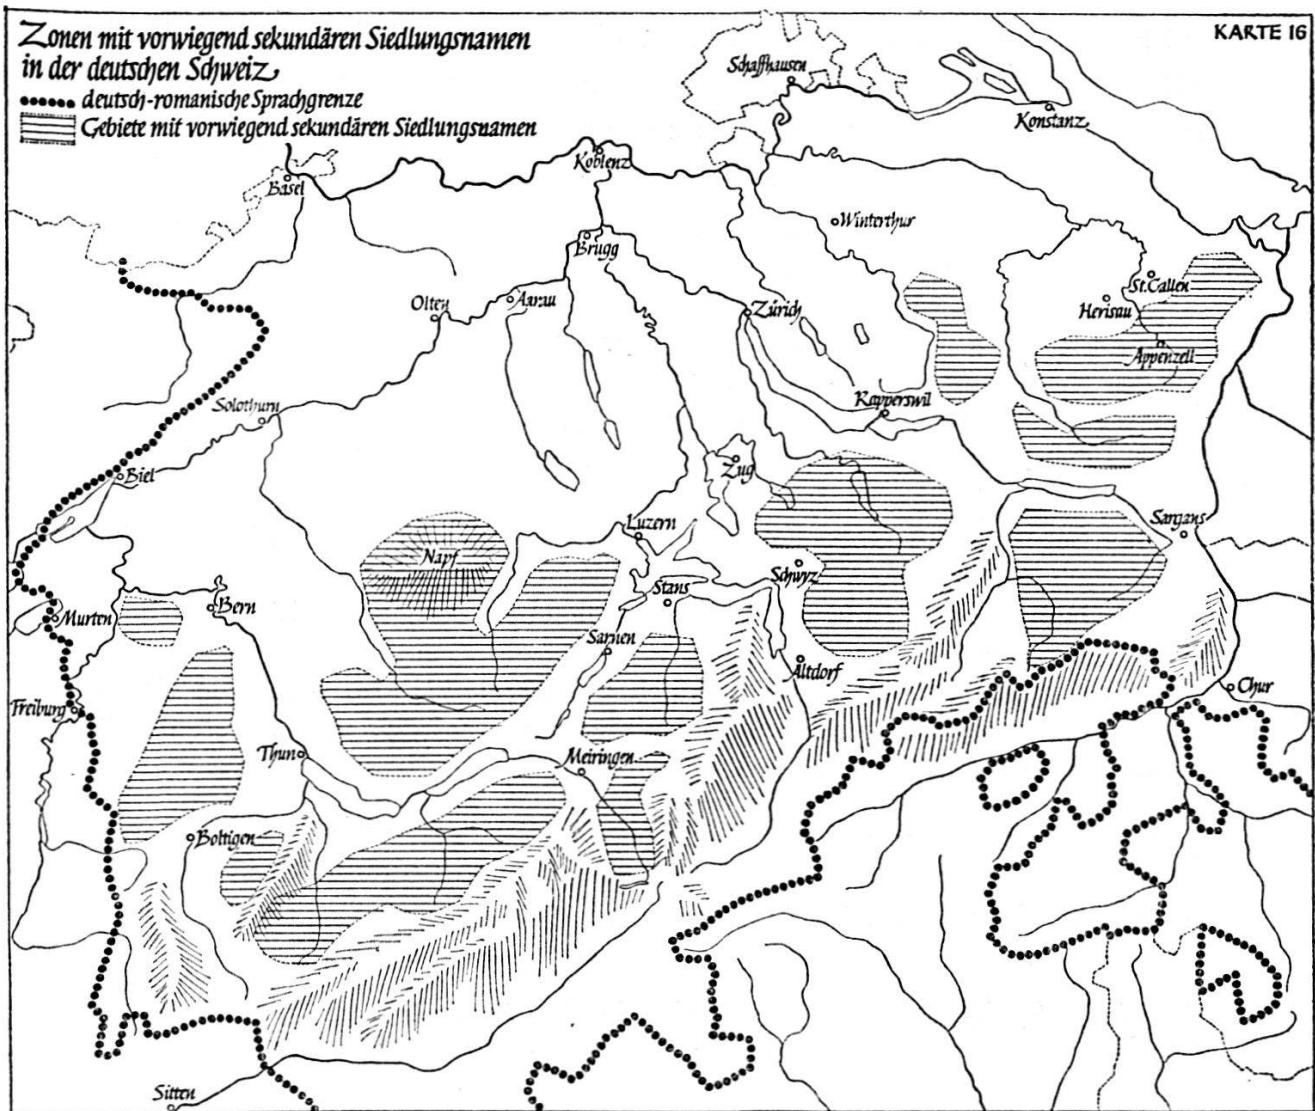 Zonen mit vorwiegend sekundären Siedlungsnamen
in der deutschen Schweiz
KARTE 16
deutsch-romanische Sprachgrenze
Gebiete mit vorwiegend sekundären Siedlungsnamen
Schaffhausen
Konstanz
Koblenz
Basel
Winterthur
Brugg
St.Gallen
Olten
Aarau
Zürich
Herisau
Appenzell
Solothurn
Rapperswil
Biel
Zug
Luzern
Sargans
Napf
Schwyz
Stans
Bern
Murten
Sarnen
Altdorf
Chur
Freiburg
Thun
Meiringen
Boltigen
Sitten